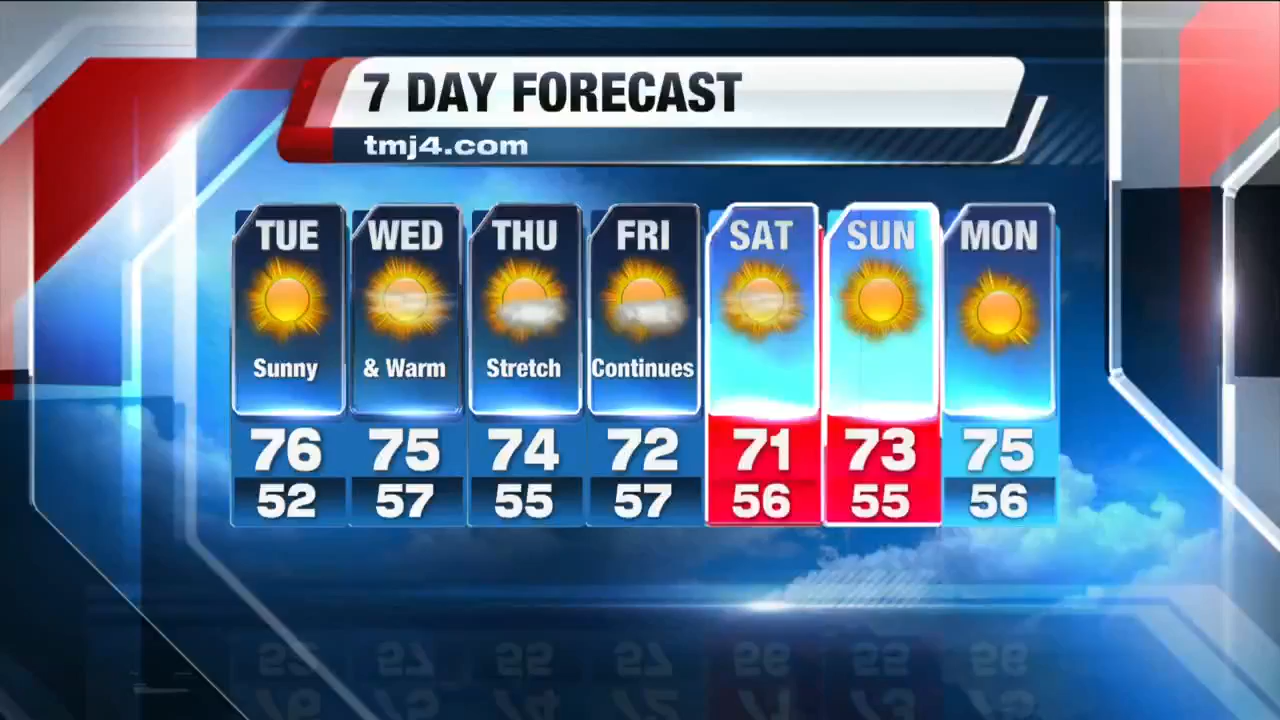 7 DAY FORECAST
tmj4.com
TUE WED THU FRI SAT SUN MON
Sunny & Warm Stretch Continues
76 75 74 72 71 73 75
52 57 55 57 56 55 56